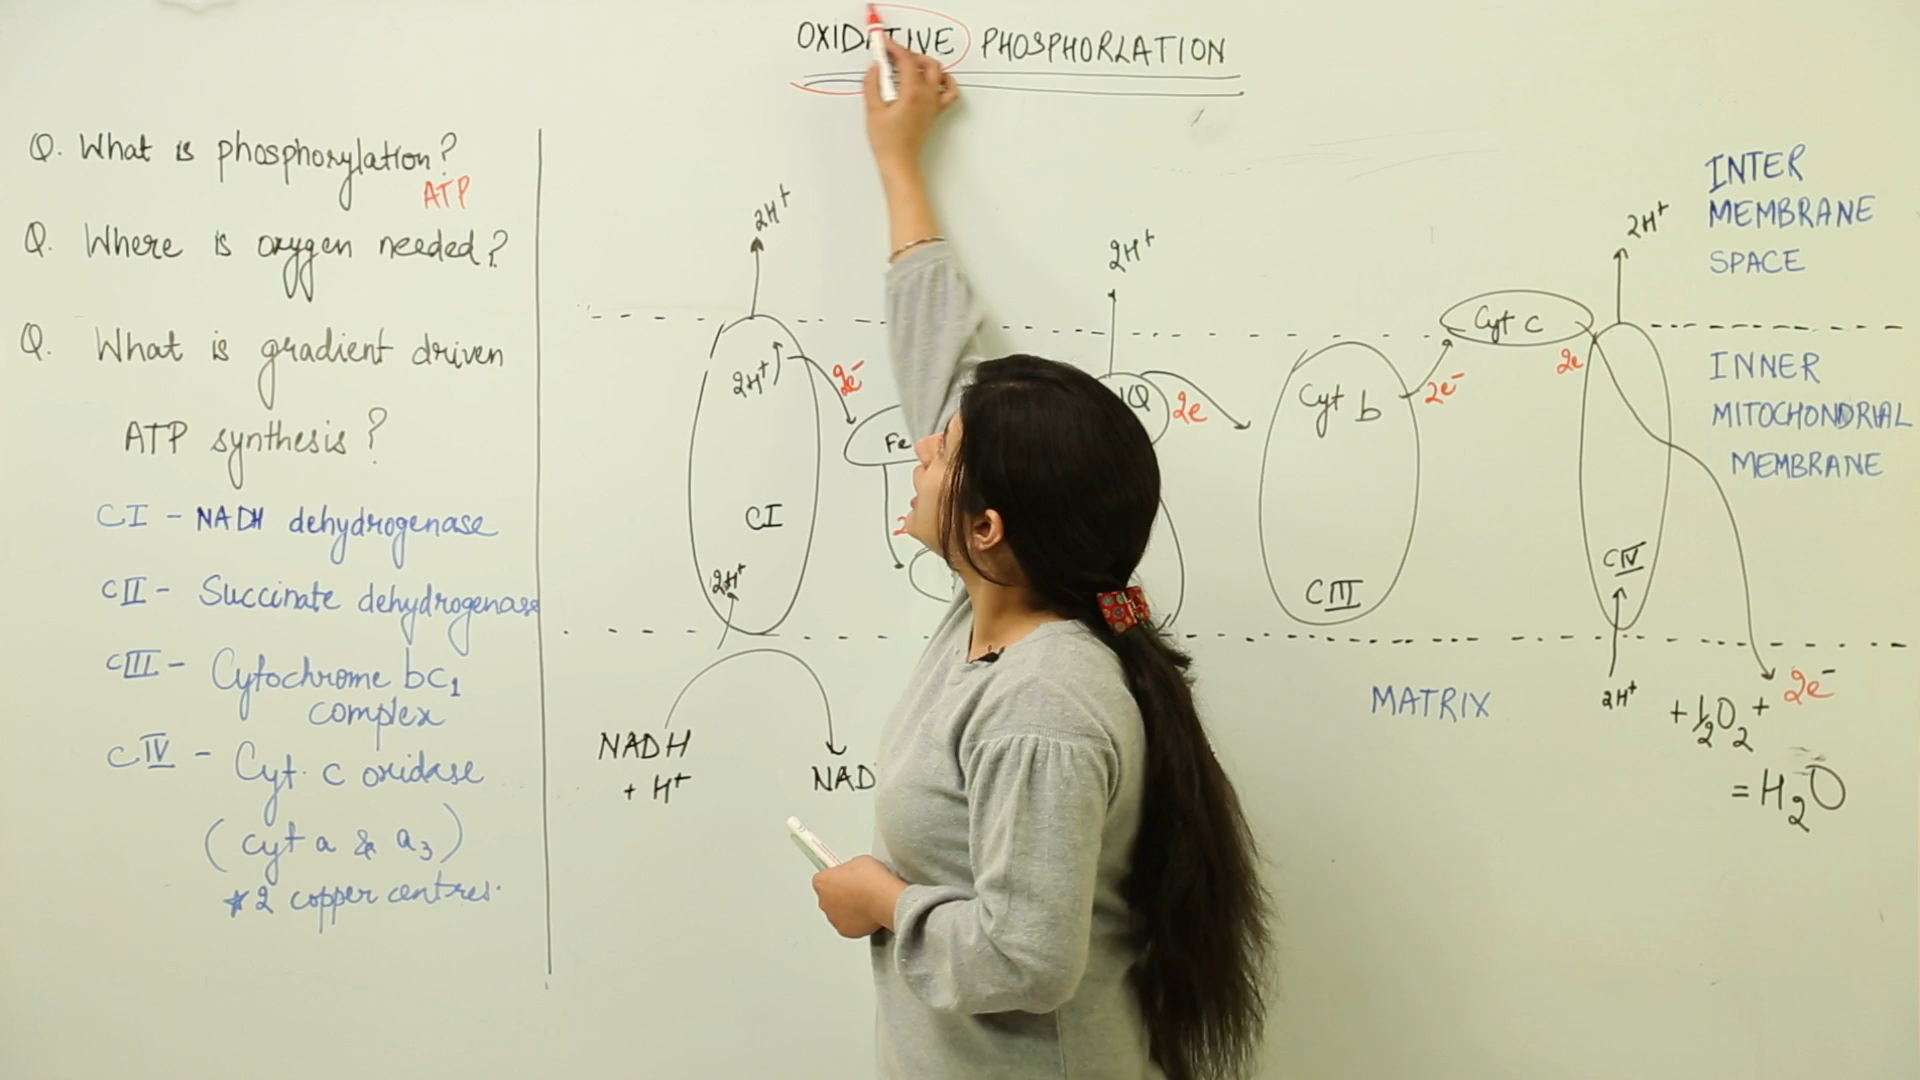 OXIDATIVE PHOSPHORLATION
Q. What is phosphorylation?
ATP
Q. Where is oxygen needed?
Q. What is gradient driven
ATP synthesis?
CI - NADH dehydrogenase
CII - Succinate dehydrogenase
CIII - Cytochrome bc1
complex
CIV - Cyt. c oxidase
(cyt a & a3)
*2 copper centres.
2H+
2H+
2e-
Fe
CI
2H+
NADH
+ H+
NAD
2H+
Q
2e
Cyt b
CIII
2e-
Cyt c
2e
2H+
CIV
2H+
+ 1/2O2 + 2e-
= H2O
INTER
MEMBRANE
SPACE
INNER
MITOCHONDRIAL
MEMBRANE
MATRIX